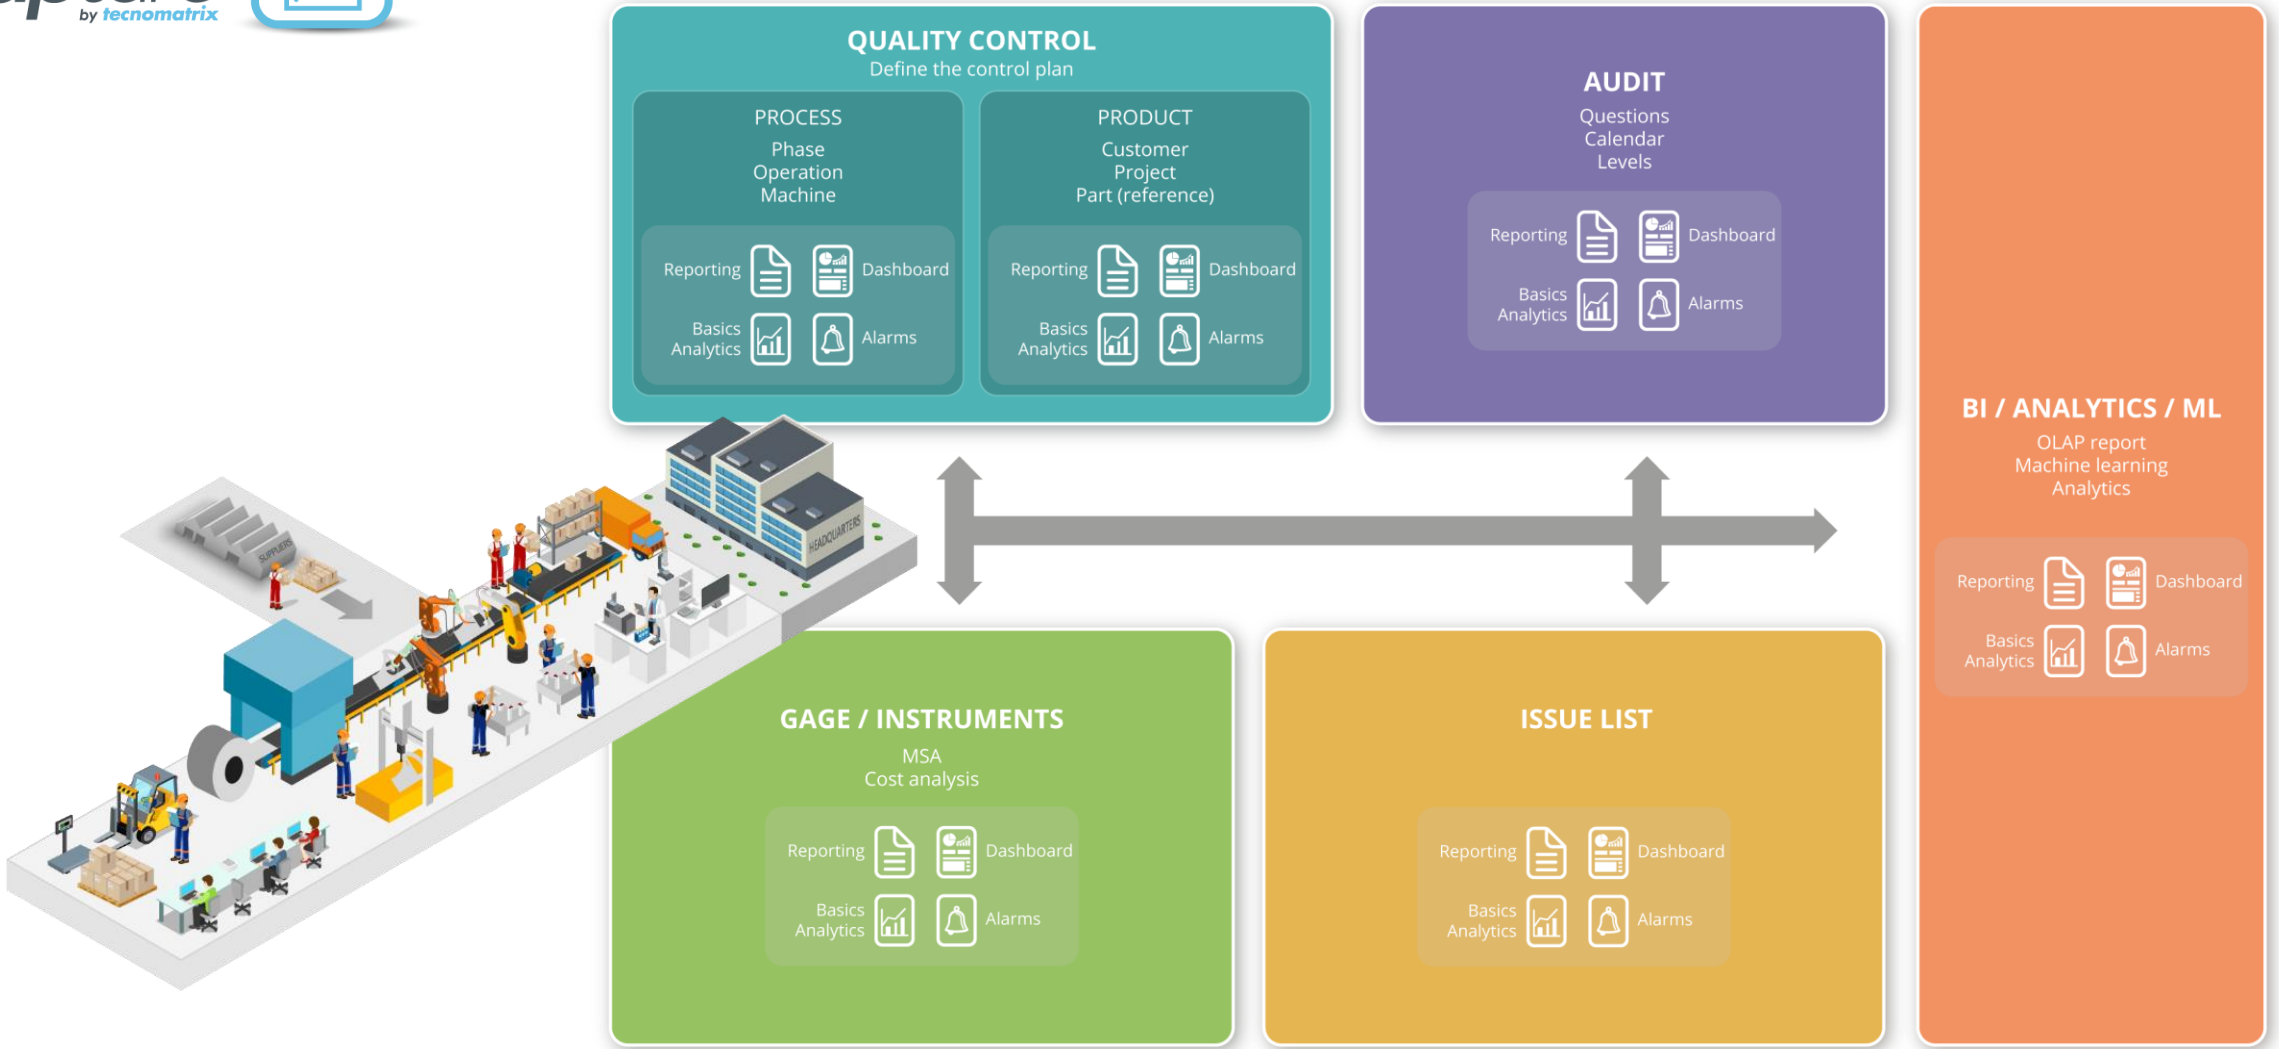 by tecnomatrix
QUALITY CONTROL
Define the control plan
PROCESS
Phase
Operation
Machine
Reporting
Dashboard
Basics
Analytics
Alarms
PRODUCT
Customer
Project
Part (reference)
Reporting
Dashboard
Basics
Analytics
Alarms
AUDIT
Questions
Calendar
Levels
Reporting
Dashboard
Basics
Analytics
Alarms
BI / ANALYTICS / ML
OLAP report
Machine learning
Analytics
Reporting
Dashboard
Basics
Analytics
Alarms
SUPPLIERS
HEADQUARTERS
GAGE / INSTRUMENTS
MSA
Cost analysis
Reporting
Dashboard
Basics
Analytics
Alarms
ISSUE LIST
Reporting
Dashboard
Basics
Analytics
Alarms